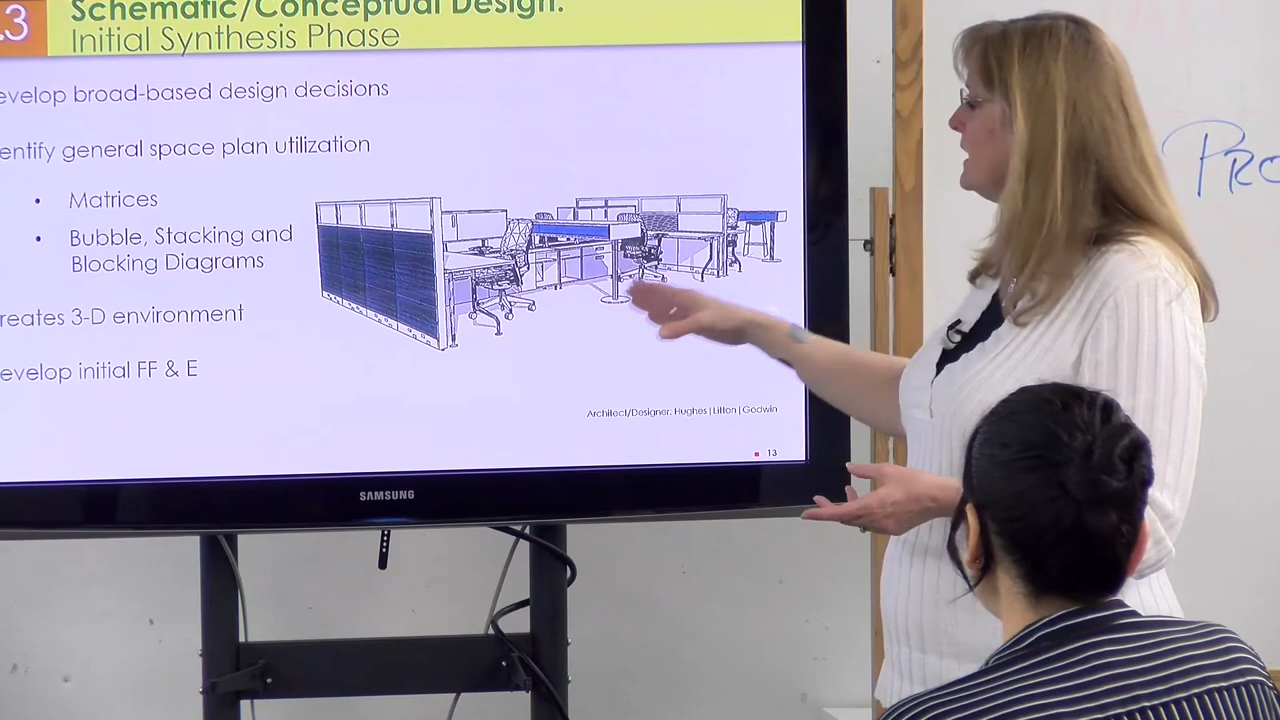 .3
Schematic/Conceptual Design:
Initial Synthesis Phase
evelop broad-based design decisions
entify general space plan utilization
• Matrices
• Bubble, Stacking and
Blocking Diagrams
reates 3-D environment
evelop initial FF & E
Architect/Designer: Hughes|Litton|Godwin
13
SAMSUNG
PRO